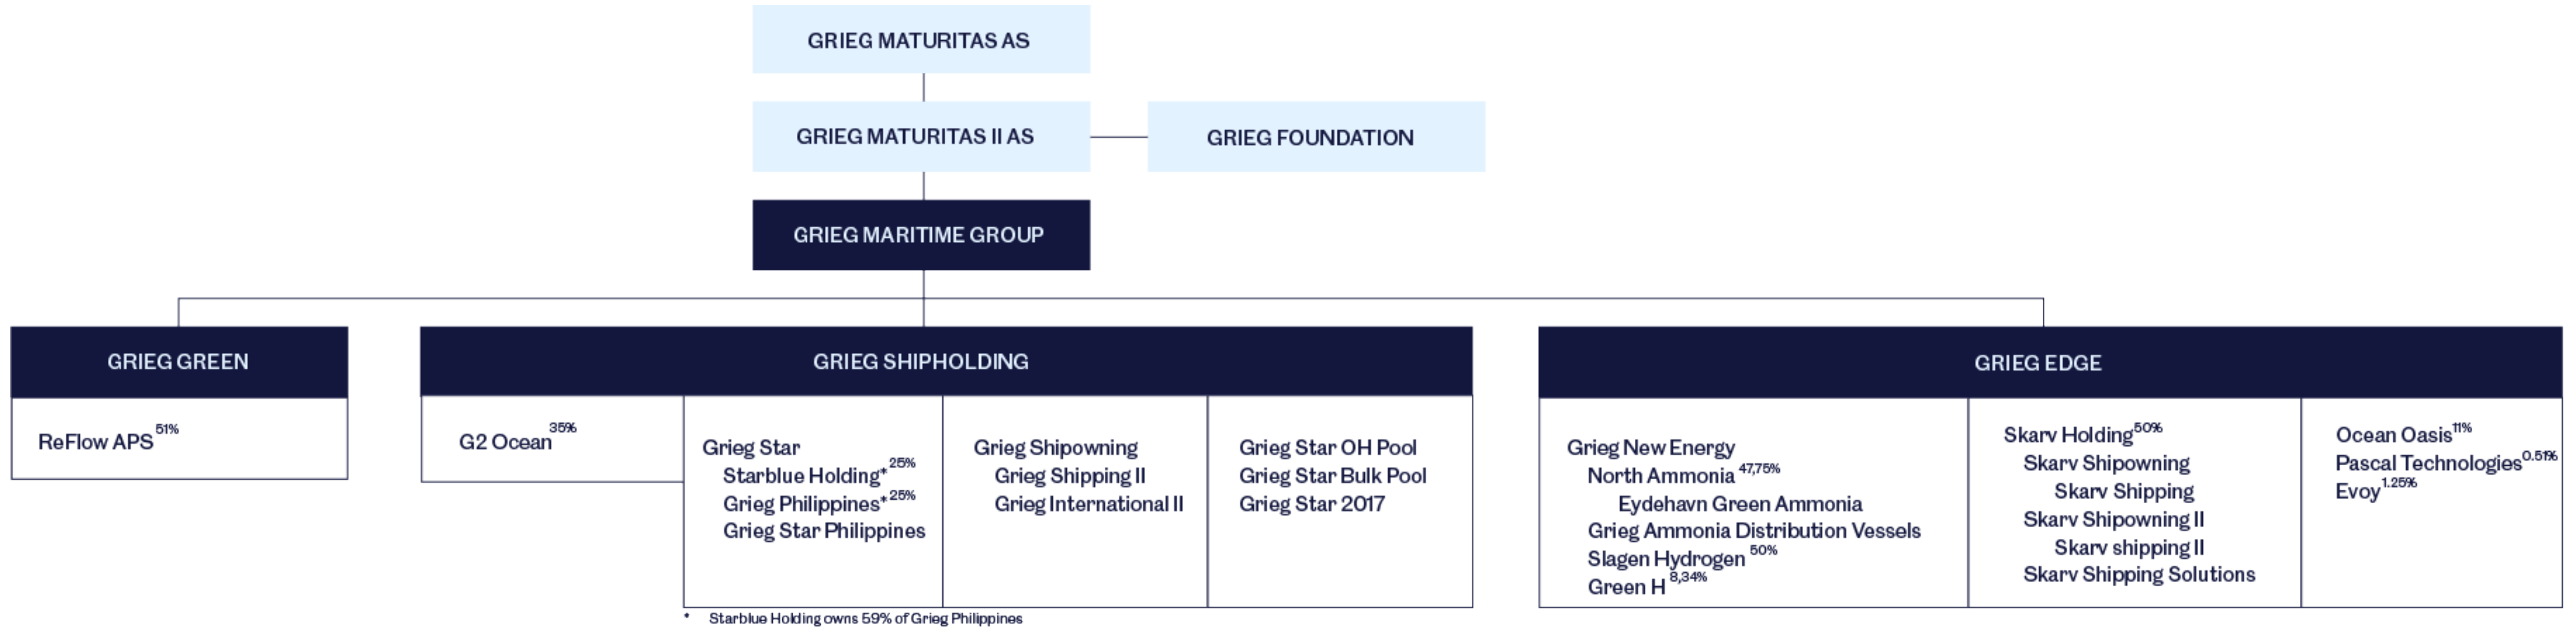 GRIEG MATURITAS AS
GRIEG MATURITAS II AS
GRIEG FOUNDATION
GRIEG MARITIME GROUP
GRIEG GREEN
ReFlow APS 51%
GRIEG SHIPHOLDING
G2 Ocean 35%
Grieg Star
Starblue Holding* 25%
Grieg Philippines* 25%
Grieg Star Philippines
Grieg Shipowning
Grieg Shipping II
Grieg International II
Grieg Star OH Pool
Grieg Star Bulk Pool
Grieg Star 2017
* Starblue Holding owns 59% of Grieg Philippines
GRIEG EDGE
Grieg New Energy
North Ammonia 47,75%
Eydehavn Green Ammonia
Grieg Ammonia Distribution Vessels
Slagen Hydrogen 50%
Green H 8,34%
Skarv Holding 50%
Skarv Shipowning
Skarv Shipping
Skarv Shipowning II
Skarv shipping II
Skarv Shipping Solutions
Ocean Oasis 11%
Pascal Technologies 0.51%
Evoy 1.25%